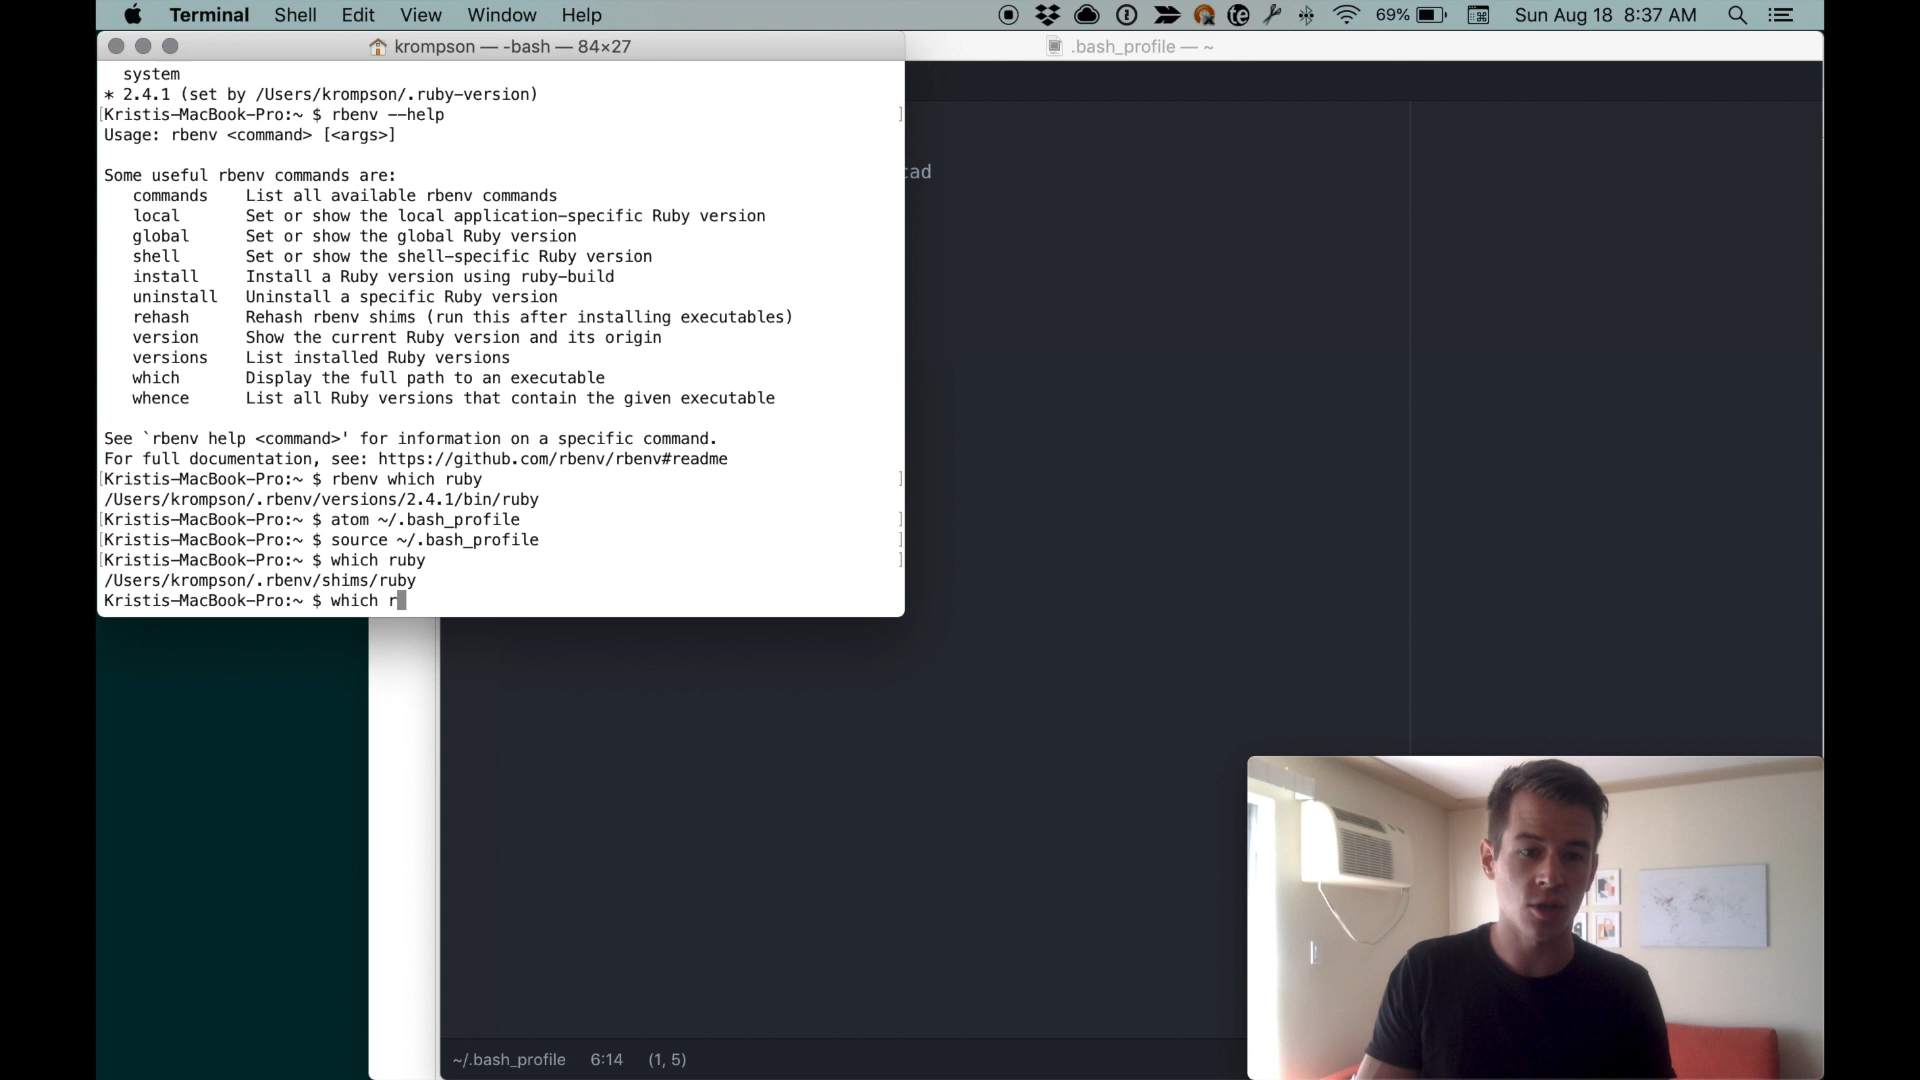 Terminal Shell Edit View Window Help 69% Sun Aug 18 8:37 AM
krompson — -bash — 84×27
.bash_profile — ~
system
* 2.4.1 (set by /Users/krompson/.ruby-version)
[Kristis-MacBook-Pro:~ $ rbenv --help ]
Usage: rbenv <command> [<args>]
Some useful rbenv commands are:
commands List all available rbenv commands
local Set or show the local application-specific Ruby version
global Set or show the global Ruby version
shell Set or show the shell-specific Ruby version
install Install a Ruby version using ruby-build
uninstall Uninstall a specific Ruby version
rehash Rehash rbenv shims (run this after installing executables)
version Show the current Ruby version and its origin
versions List installed Ruby versions
which Display the full path to an executable
whence List all Ruby versions that contain the given executable
See `rbenv help <command>' for information on a specific command.
For full documentation, see: https://github.com/rbenv/rbenv#readme
[Kristis-MacBook-Pro:~ $ rbenv which ruby ]
/Users/krompson/.rbenv/versions/2.4.1/bin/ruby
[Kristis-MacBook-Pro:~ $ atom ~/.bash_profile ]
[Kristis-MacBook-Pro:~ $ source ~/.bash_profile ]
[Kristis-MacBook-Pro:~ $ which ruby ]
/Users/krompson/.rbenv/shims/ruby
Kristis-MacBook-Pro:~ $ which r
~/.bash_profile 6:14 (1, 5)